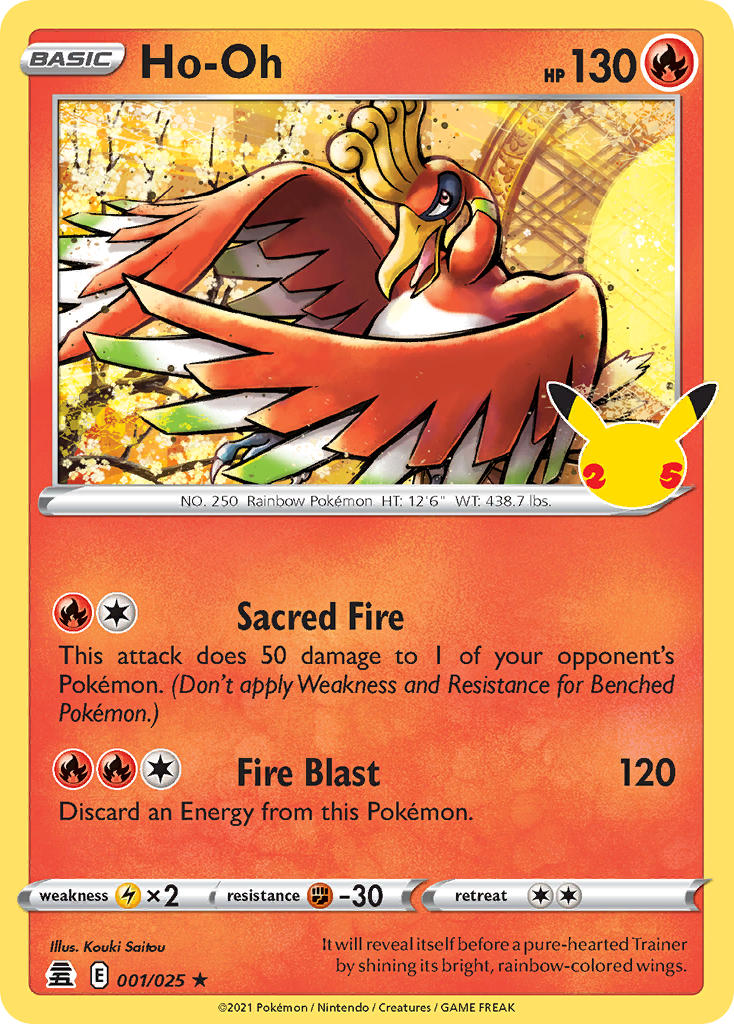 BASIC Ho-Oh HP 130
25
NO. 250 Rainbow Pokémon HT: 12'6" WT: 438.7 lbs.
Sacred Fire
This attack does 50 damage to 1 of your opponent's
Pokémon. (Don't apply Weakness and Resistance for Benched
Pokémon.)
Fire Blast 120
Discard an Energy from this Pokémon.
weakness ×2 resistance -30 retreat
Illus. Kouki Saitou
It will reveal itself before a pure-hearted Trainer
by shining its bright, rainbow-colored wings.
E 001/025 ★
©2021 Pokémon / Nintendo / Creatures / GAME FREAK